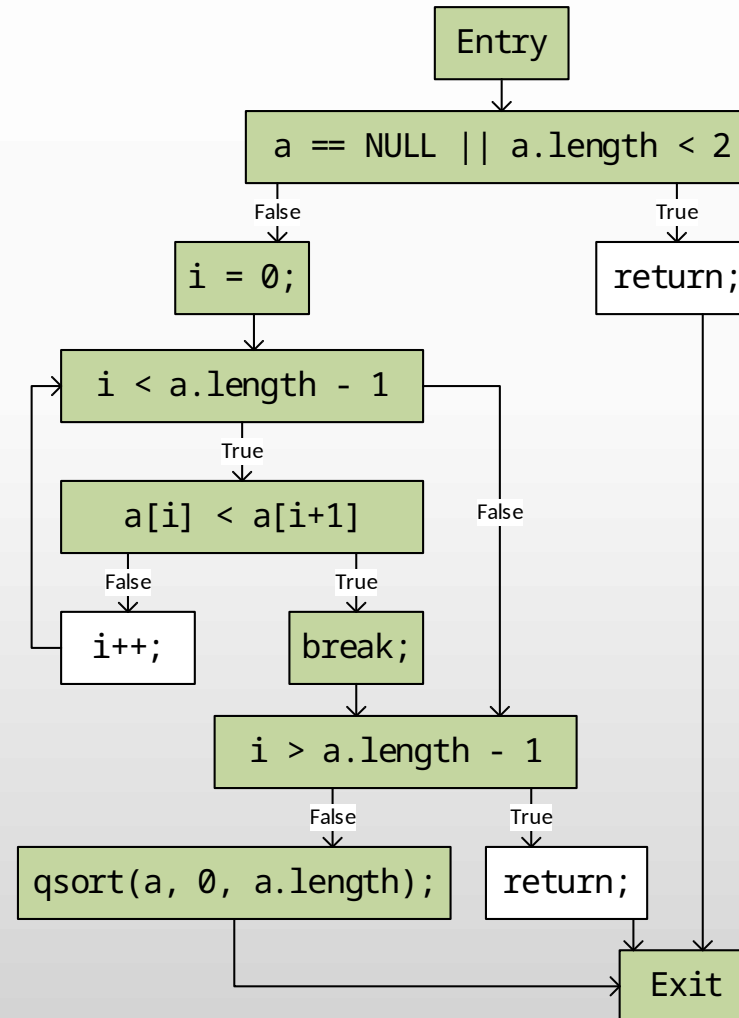 Entry
a == NULL || a.length < 2
False
True
i = 0;
return;
i < a.length - 1
True
a[i] < a[i+1]
False
False
True
i++;
break;
i > a.length - 1
False
True
qsort(a, 0, a.length);
return;
Exit